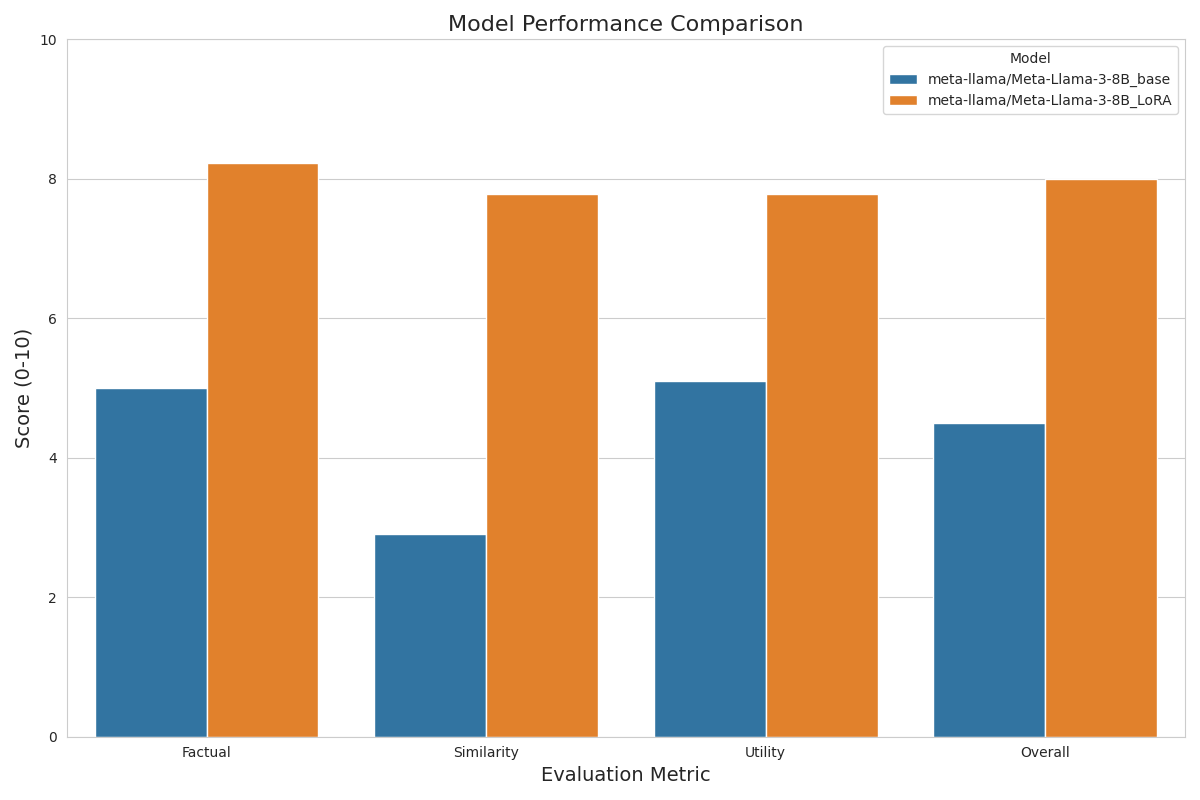 Model Performance Comparison
Model
meta-llama/Meta-Llama-3-8B_base
meta-llama/Meta-Llama-3-8B_LoRA
Score (0-10)
10
8
6
4
2
0
Factual
Similarity
Utility
Overall
Evaluation Metric